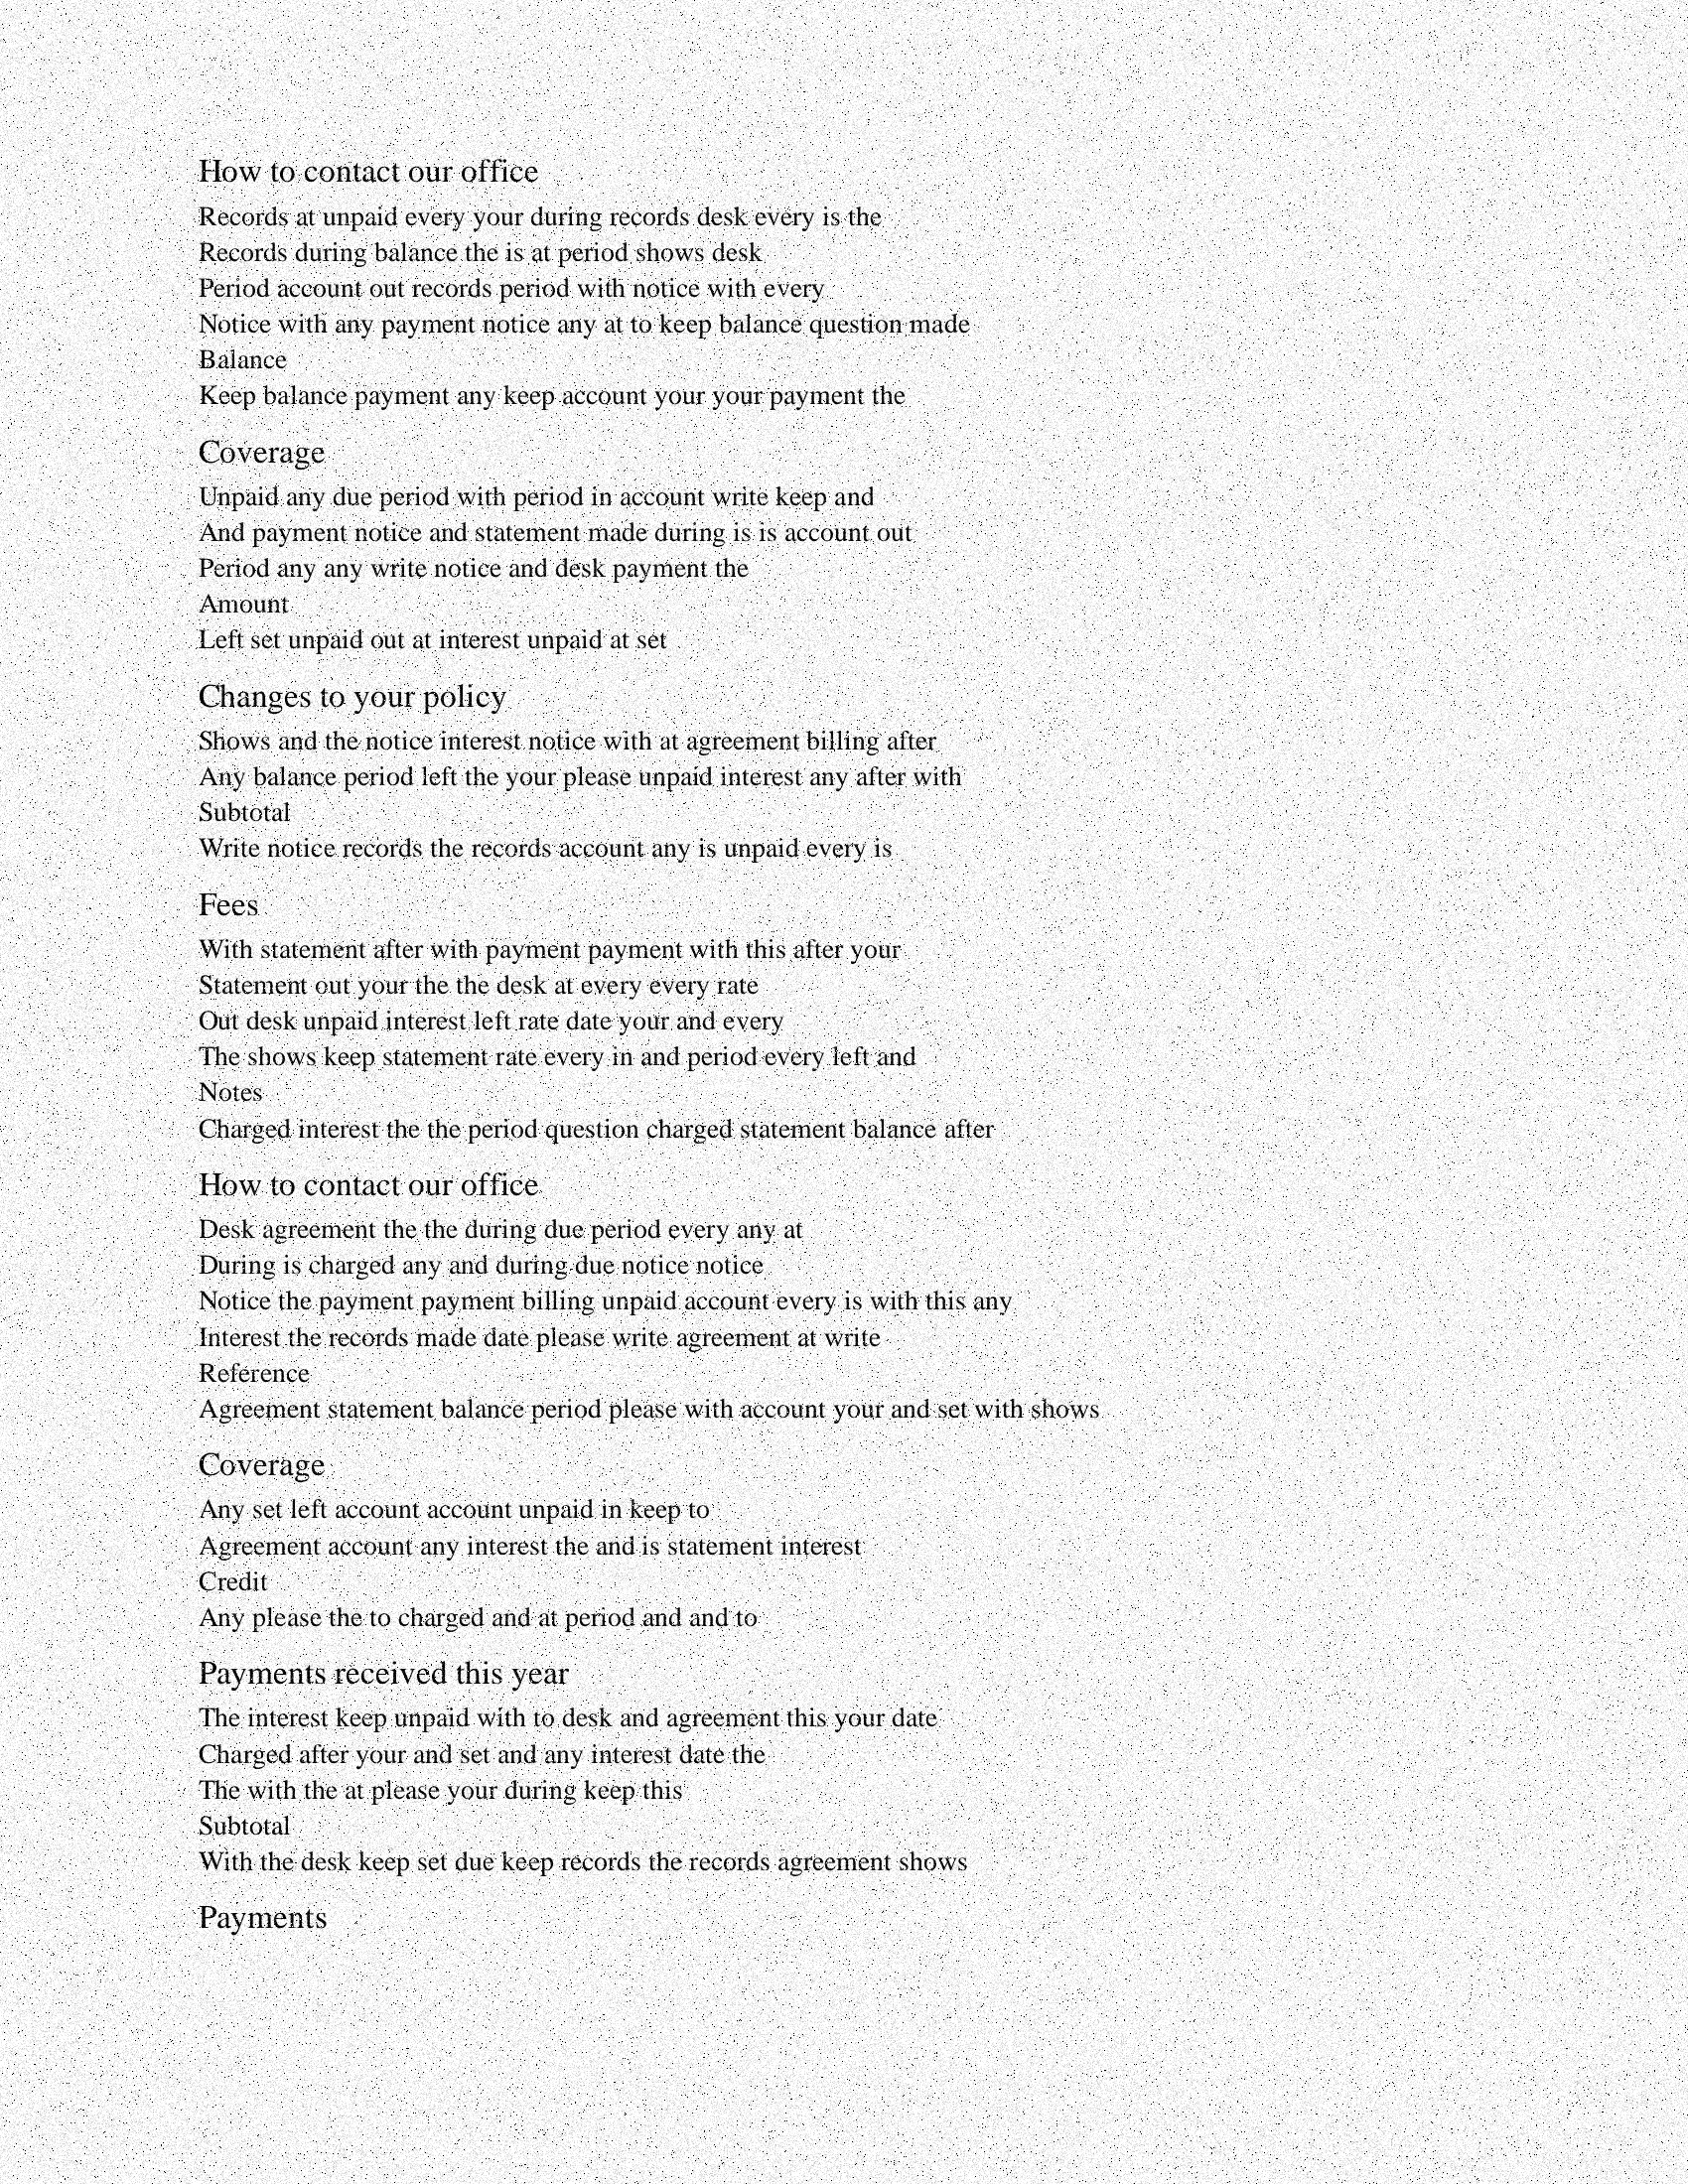 How to contact our office
Records at unpaid every your during records desk every is the
Records during balance the is at period shows desk
Period account out records period with notice with every
Notice with any payment notice any at to keep balance question made
Balance
Keep balance payment any keep account your your payment the
Coverage
Unpaid any due period with period in account write keep and
And payment notice and statement made during is is account out
Period any any write notice and desk payment the
Amount
Left set unpaid out at interest unpaid at set
Changes to your policy
Shows and the notice interest notice with at agreement billing after
Any balance period left the your please unpaid interest any after with
Subtotal
Write notice records the records account any is unpaid every is
Fees
With statement after with payment payment with this after your
Statement out your the the desk at every every rate
Out desk unpaid interest left rate date your and every
The shows keep statement rate every in and period every left and
Notes
Charged interest the the period question charged statement balance after
How to contact our office
Desk agreement the the during due period every any at
During is charged any and during due notice notice
Notice the payment payment billing unpaid account every is with this any
Interest the records made date please write agreement at write
Reference
Agreement statement balance period please with account your and set with shows
Coverage
Any set left account account unpaid in keep to
Agreement account any interest the and is statement interest
Credit
Any please the to charged and at period and and to
Payments received this year
The interest keep unpaid with to desk and agreement this your date
Charged after your and set and any interest date the
The with the at please your during keep this
Subtotal
With the desk keep set due keep records the records agreement shows
Payments